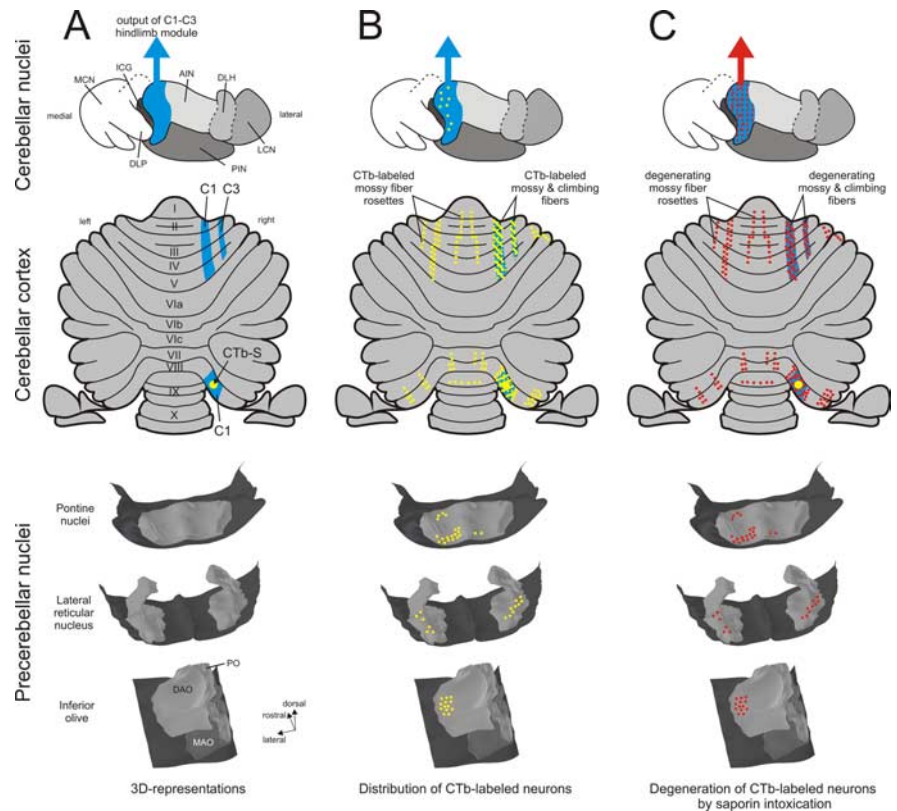 A
B
C
Cerebellar nuclei
output of C1-C3
hindlimb module
MCN
ICG
AIN
DLH
medial
lateral
DLP
PIN
LCN
Cerebellar cortex
C1
C3
left
right
I
II
III
IV
V
VIa
VIb
VIc
VII
VIII
IX
X
CTb-S
C1
CTb-labeled
mossy fiber
rosettes
CTb-labeled
mossy & climbing
fibers
degenerating
mossy fiber
rosettes
degenerating
mossy & climbing
fibers
Precerebellar nuclei
Pontine
nuclei
Lateral
reticular
nucleus
Inferior
olive
PO
DAO
MAO
dorsal
rostral
lateral
3D-representations
Distribution of CTb-labeled neurons
Degeneration of CTb-labeled neurons
by saporin intoxication